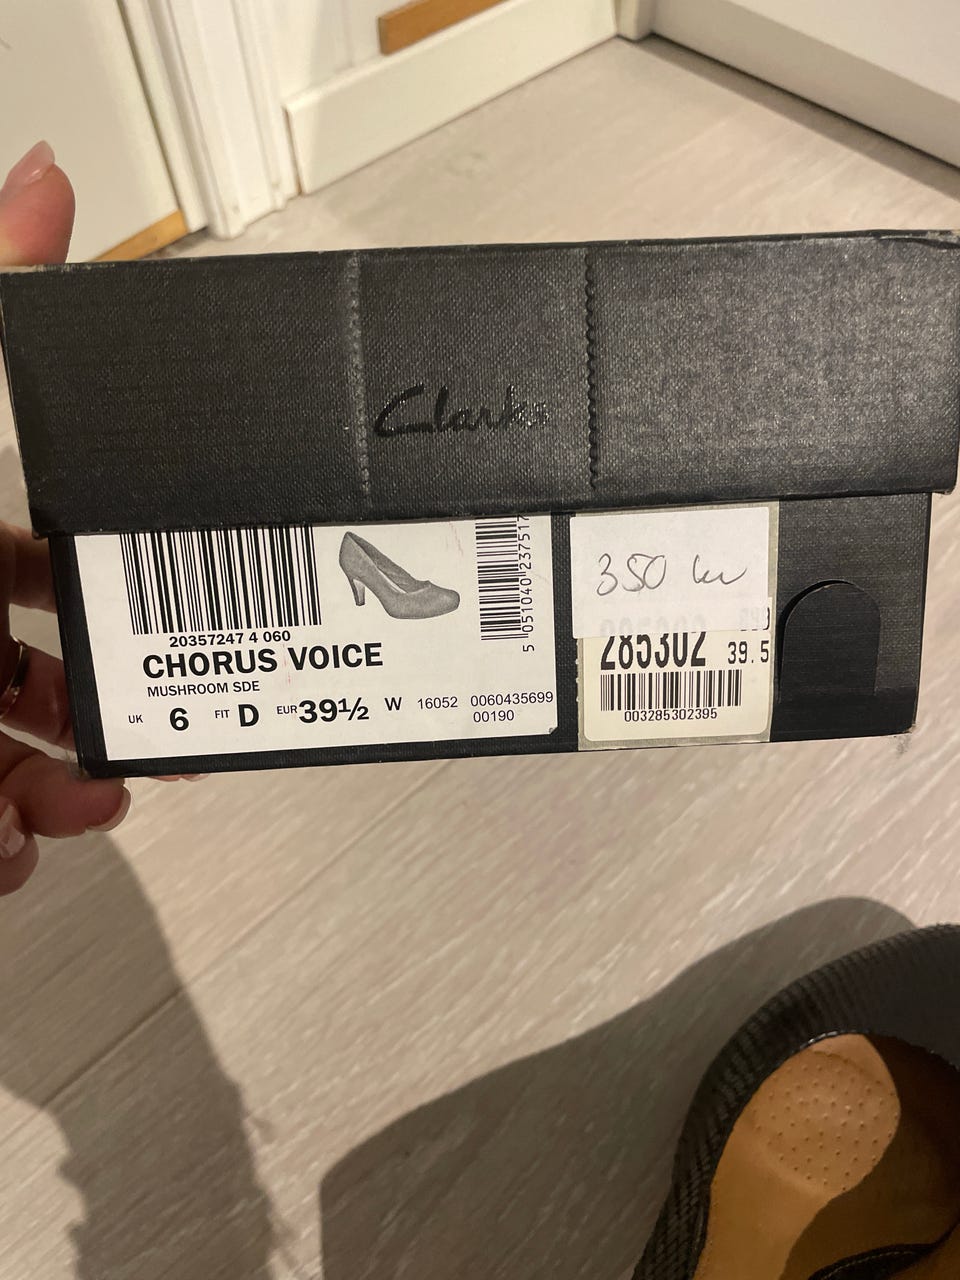 Clarks
20357247 4 060
CHORUS VOICE
MUSHROOM SDE
UK 6 FIT D EUR 39½ W 16052 0060435699
00190
5 051040 237517
350 kr
285302 39.5
003285302395